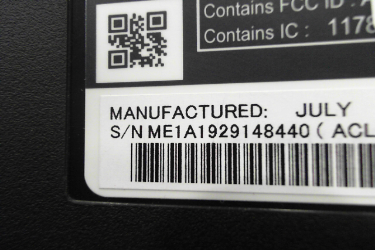 Contains FCC ID :
Contains IC : 1178
MANUFACTURED: JULY
S/N ME1A1929148440 ( ACL